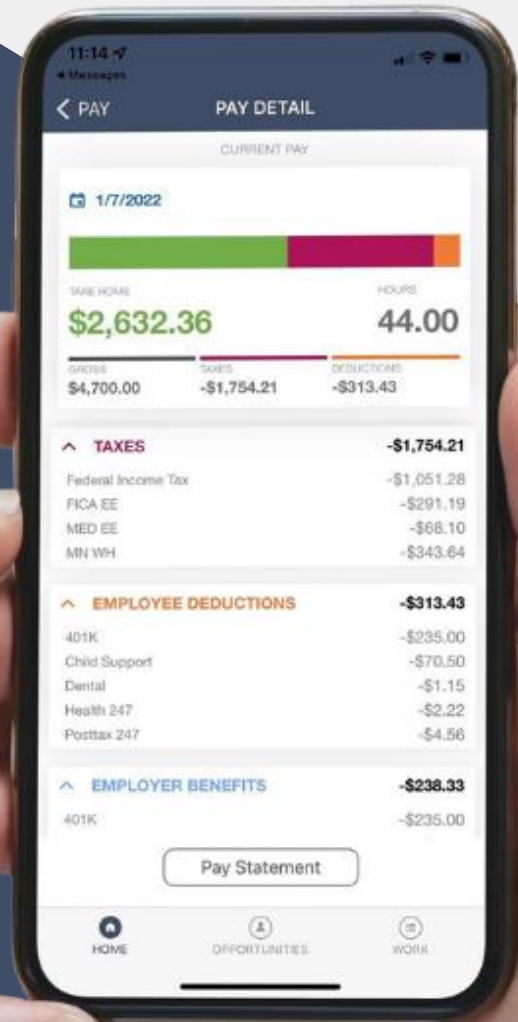 11:14
Messages
PAY PAY DETAIL
CURRENT PAY
1/7/2022
TAKE HOME HOURS
$2,632.36 44.00
GROSS TAXES DEDUCTIONS
$4,700.00 -$1,754.21 -$313.43
TAXES -$1,754.21
Federal Income Tax -$1,051.28
FICA EE -$291.19
MED EE -$68.10
MN WH -$343.64
EMPLOYEE DEDUCTIONS -$313.43
401K -$235.00
Child Support -$70.50
Dental -$1.15
Health 247 -$2.22
Posttax 247 -$4.56
EMPLOYER BENEFITS -$238.33
401K -$235.00
Pay Statement
HOME OPPORTUNITIES WORK